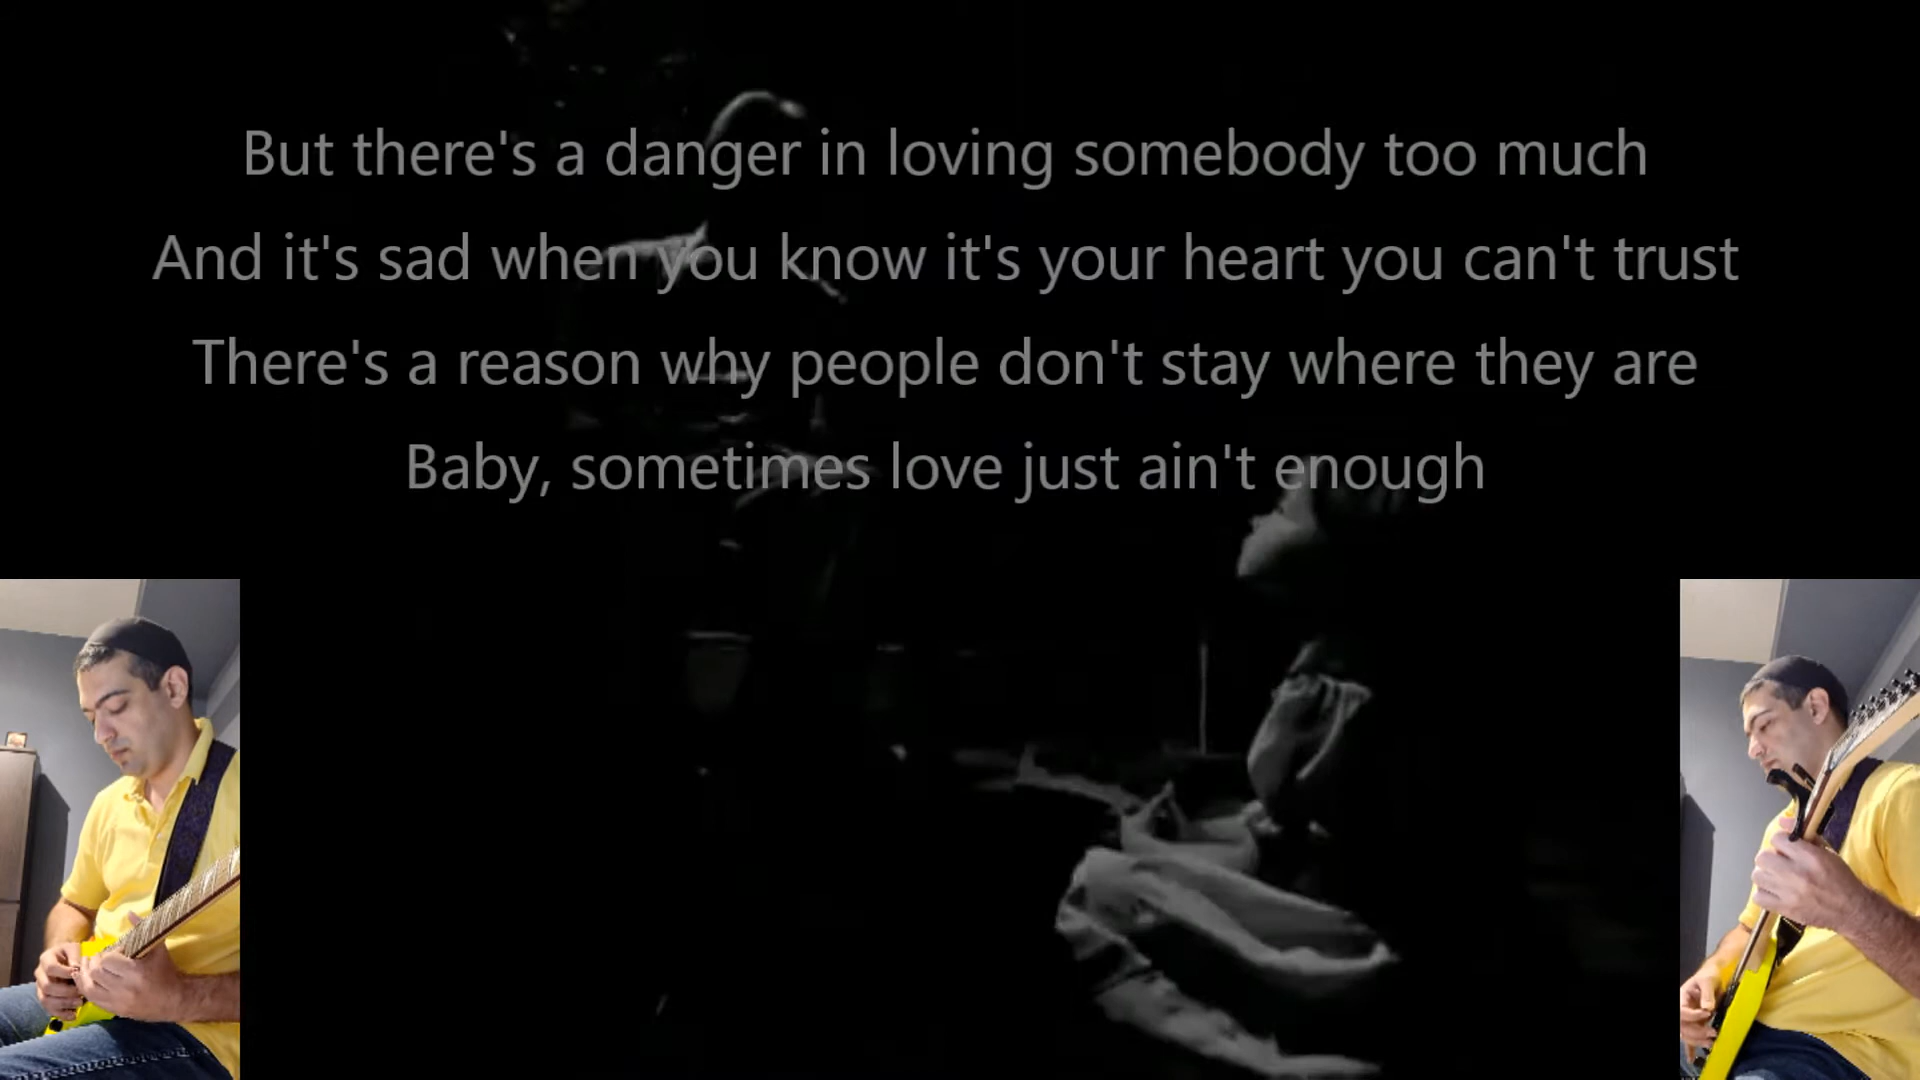 But there's a danger in loving somebody too much
And it's sad when you know it's your heart you can't trust
There's a reason why people don't stay where they are
Baby, sometimes love just ain't enough